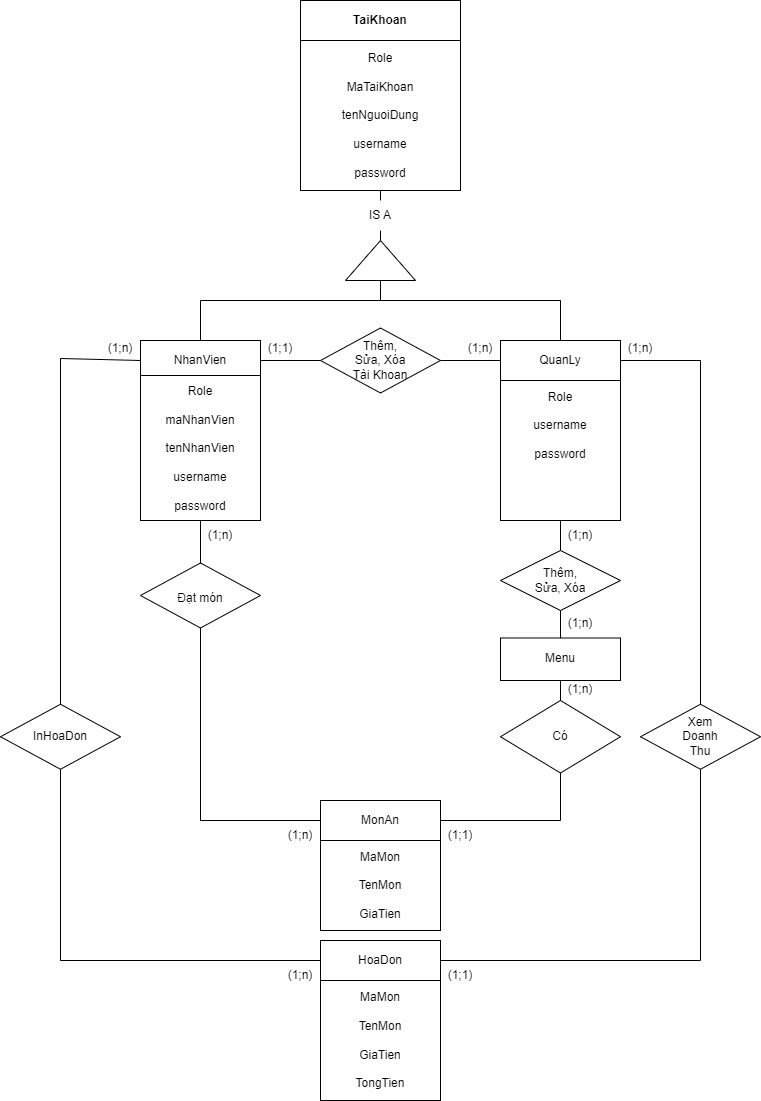 TaiKhoan
Role
MaTaiKhoan
tenNguoiDung
username
password
IS A
(1;n)
NhanVien
(1;1)
Thêm,
Sửa, Xóa
Tài Khoan
(1;n)
QuanLy
(1;n)
Role
maNhanVien
tenNhanVien
username
password
Role
username
password
(1;n)
(1;n)
Đạt món
Thêm,
Sửa, Xóa
(1;n)
Menu
(1;n)
InHoaDon
Có
Xem
Doanh
Thu
MonAn
(1;n)
(1;1)
MaMon
TenMon
GiaTien
HoaDon
(1;n)
(1;1)
MaMon
TenMon
GiaTien
TongTien